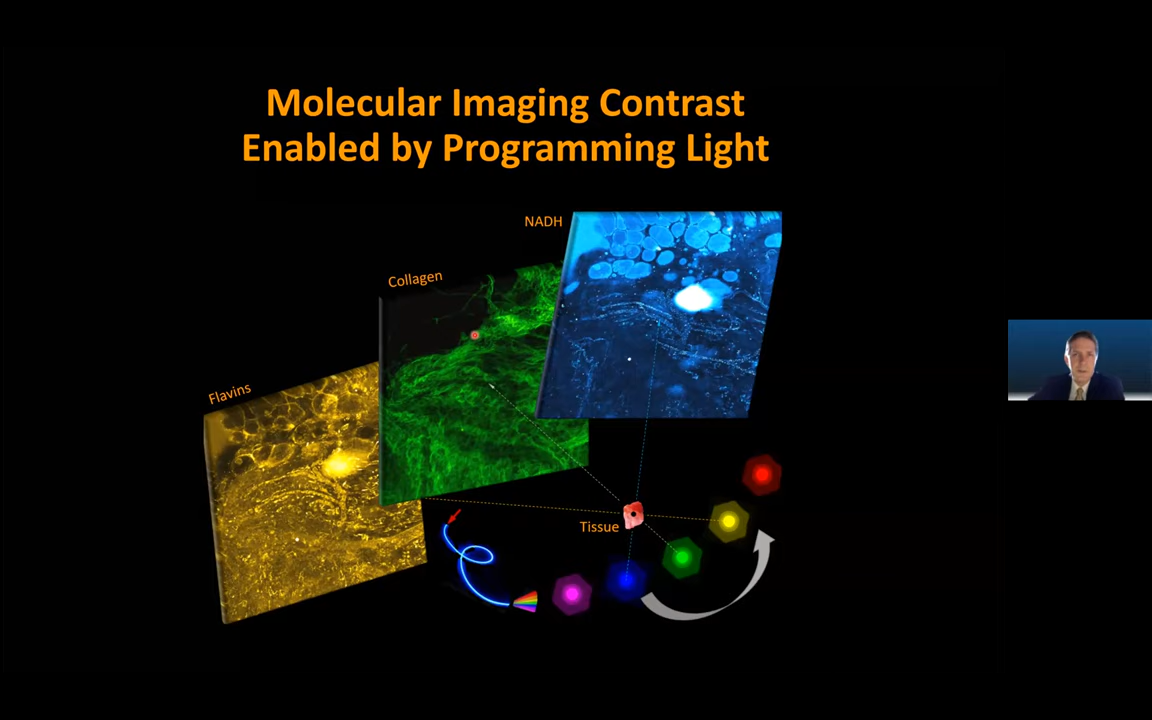 Molecular Imaging Contrast
Enabled by Programming Light
NADH
Collagen
Flavins
Tissue